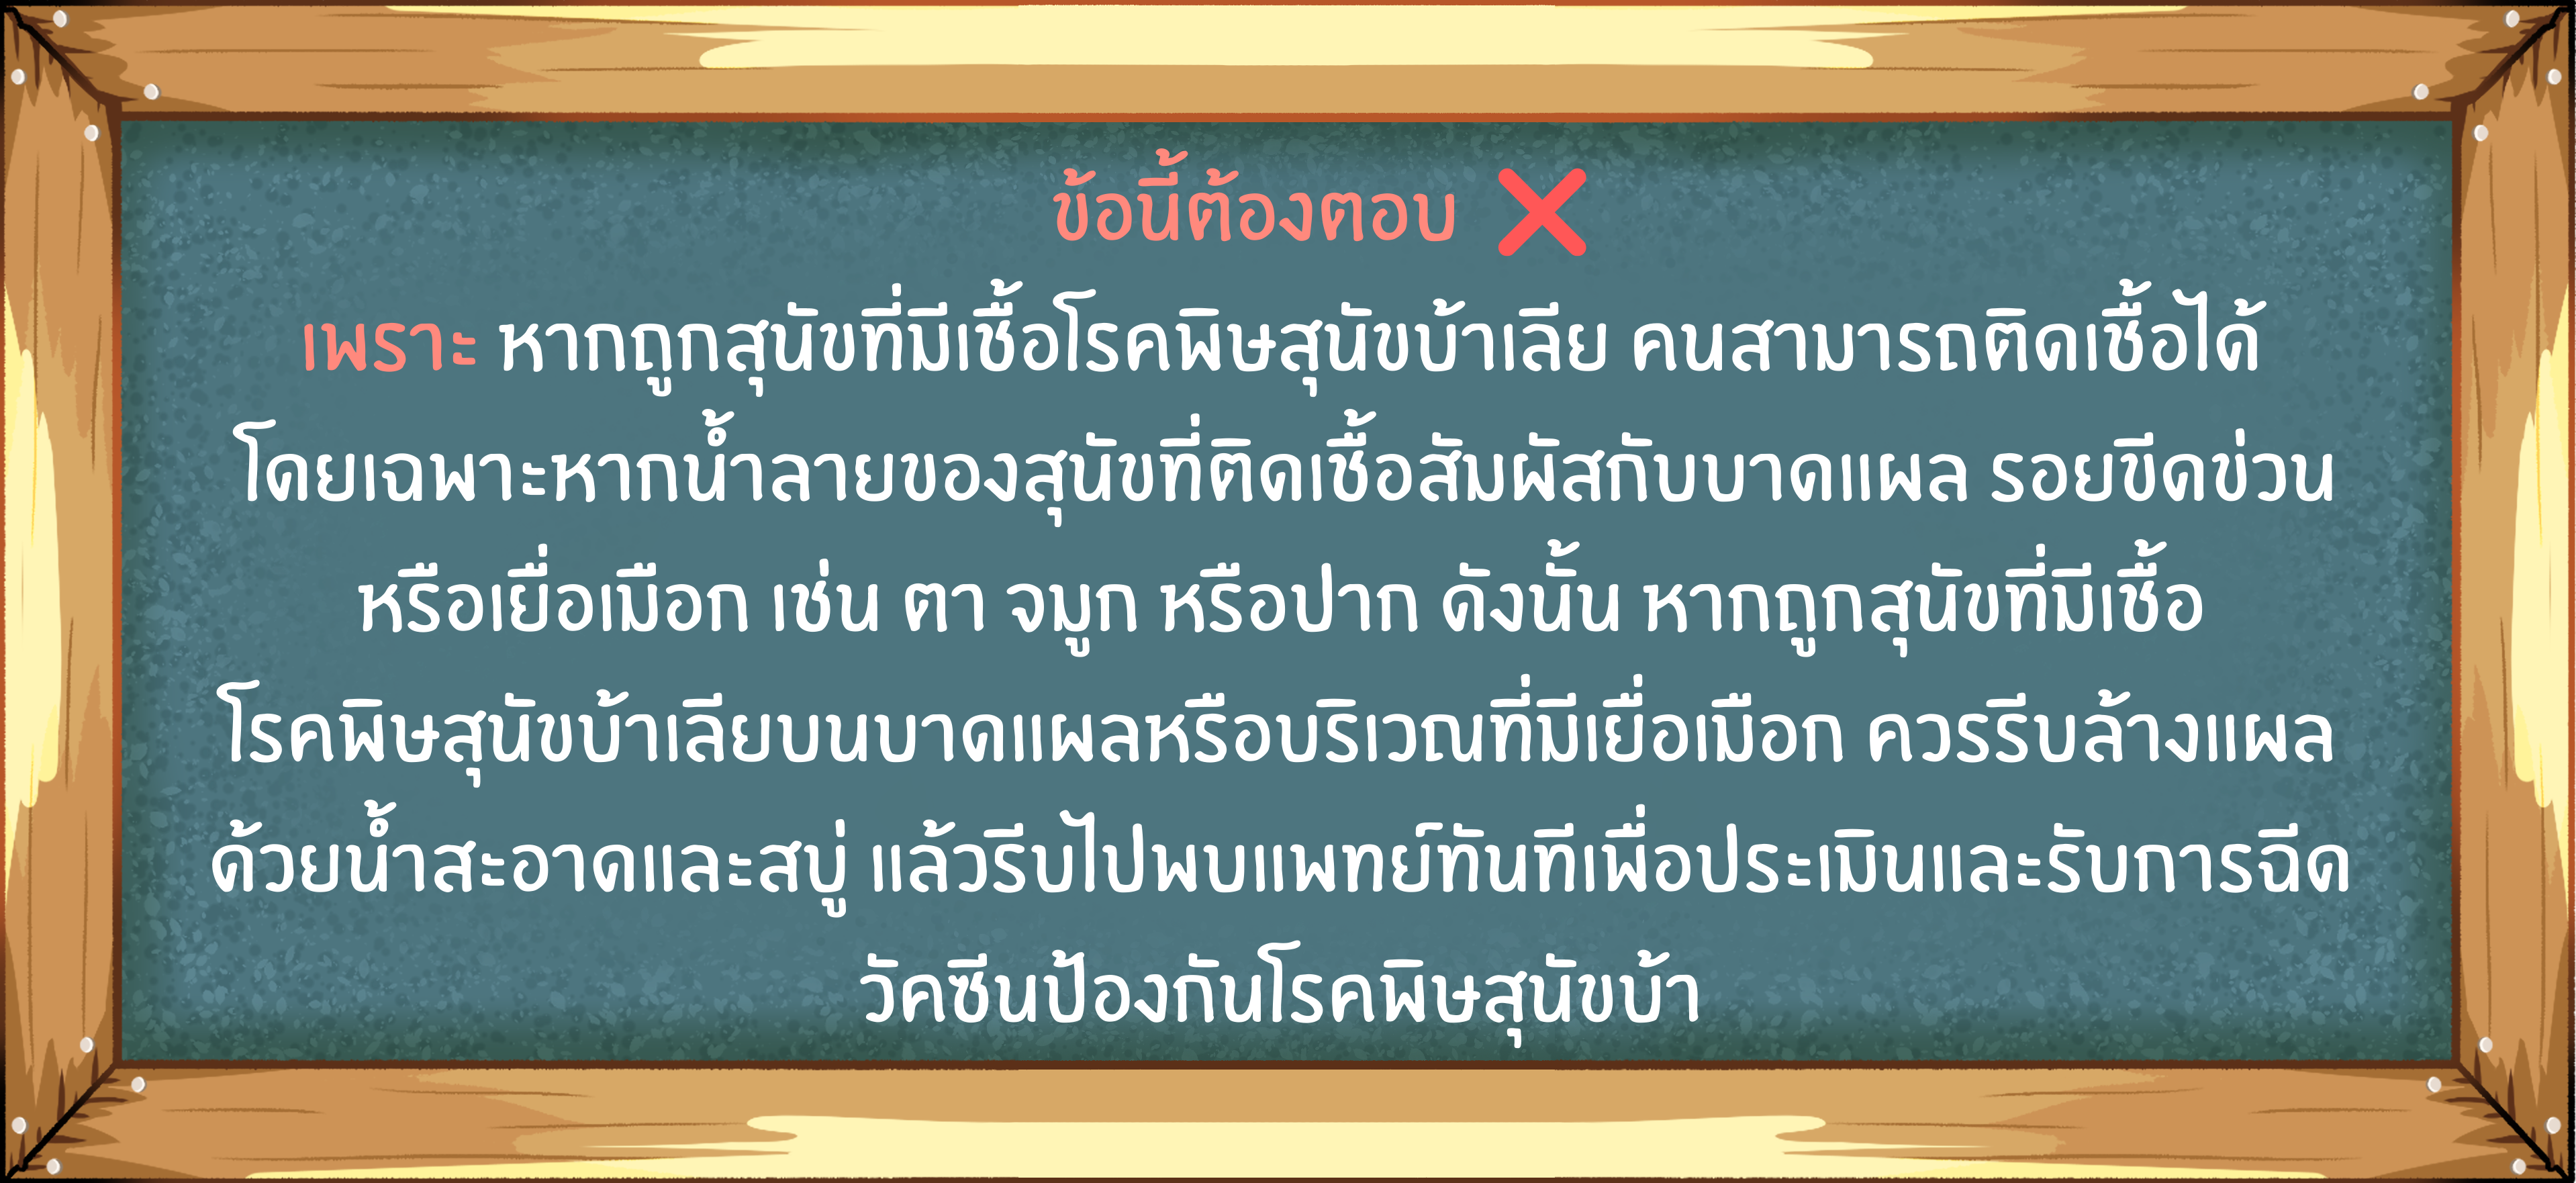 ข้อนี้ต้องตอบ ❌
เพราะ หากถูกสุนัขที่มีเชื้อโรคพิษสุนัขบ้าเลีย คนสามารถติดเชื้อได้
โดยเฉพาะหากน้ำลายของสุนัขที่ติดเชื้อสัมผัสกับบาดแผล รอยขีดข่วน
หรือเยื่อเมือก เช่น ตา จมูก หรือปาก ดังนั้น หากถูกสุนัขที่มีเชื้อ
โรคพิษสุนัขบ้าเลียบนบาดแผลหรือบริเวณที่มีเยื่อเมือก ควรรีบล้างแผล
ด้วยน้ำสะอาดและสบู่ แล้วรีบไปพบแพทย์ทันทีเพื่อประเมินและรับการฉีด
วัคซีนป้องกันโรคพิษสุนัขบ้า